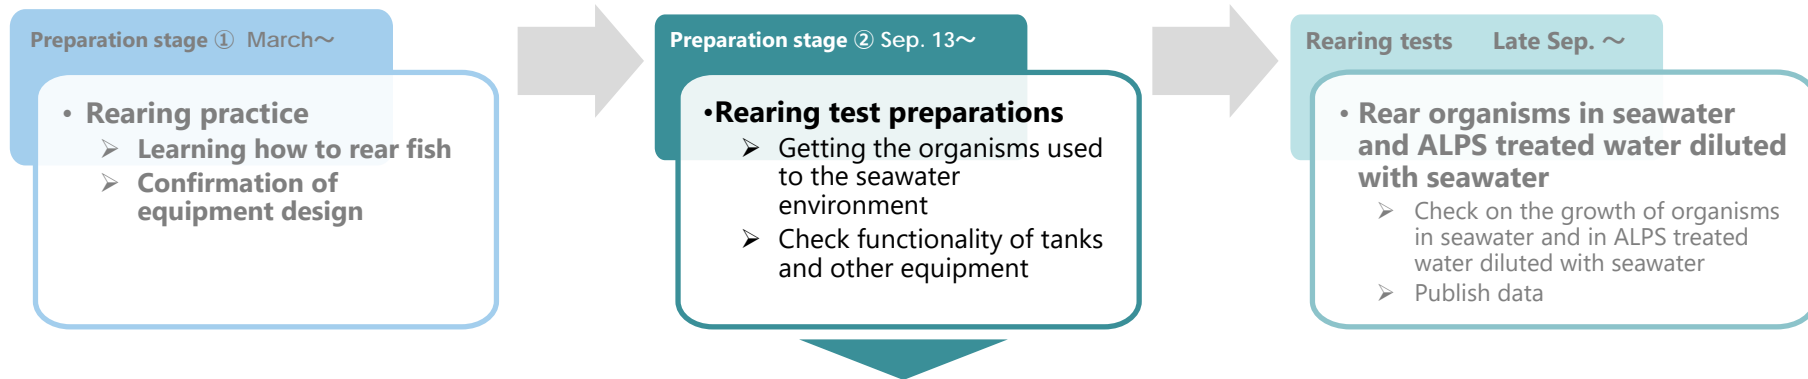 Preparation stage ① March～
• Rearing practice
➢ Learning how to rear fish
➢ Confirmation of
equipment design
Preparation stage ② Sep. 13～
•Rearing test preparations
➢ Getting the organisms used
to the seawater
environment
➢ Check functionality of tanks
and other equipment
Rearing tests Late Sep. ～
• Rear organisms in seawater
and ALPS treated water diluted
with seawater
➢ Check on the growth of organisms
in seawater and in ALPS treated
water diluted with seawater
➢ Publish data